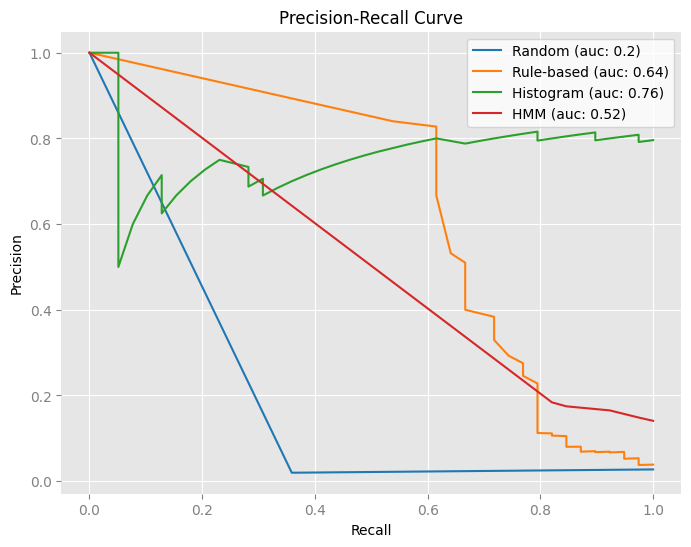 Precision-Recall Curve
Random (auc: 0.2)
Rule-based (auc: 0.64)
Histogram (auc: 0.76)
HMM (auc: 0.52)
Precision
1.0
0.8
0.6
0.4
0.2
0.0
0.0 0.2 0.4 0.6 0.8 1.0
Recall